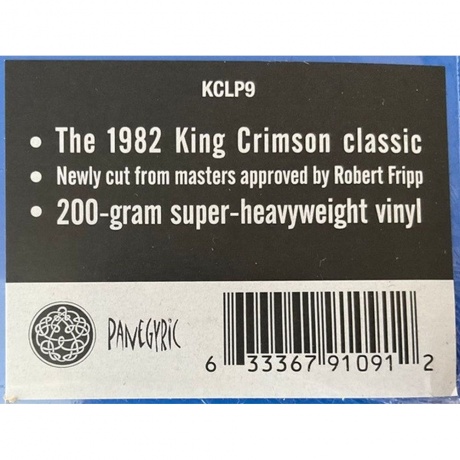 KCLP9
• The 1982 King Crimson classic
• Newly cut from masters approved by Robert Fripp
• 200-gram super-heavyweight vinyl
PANEGYRIC
6 33367 91091 2